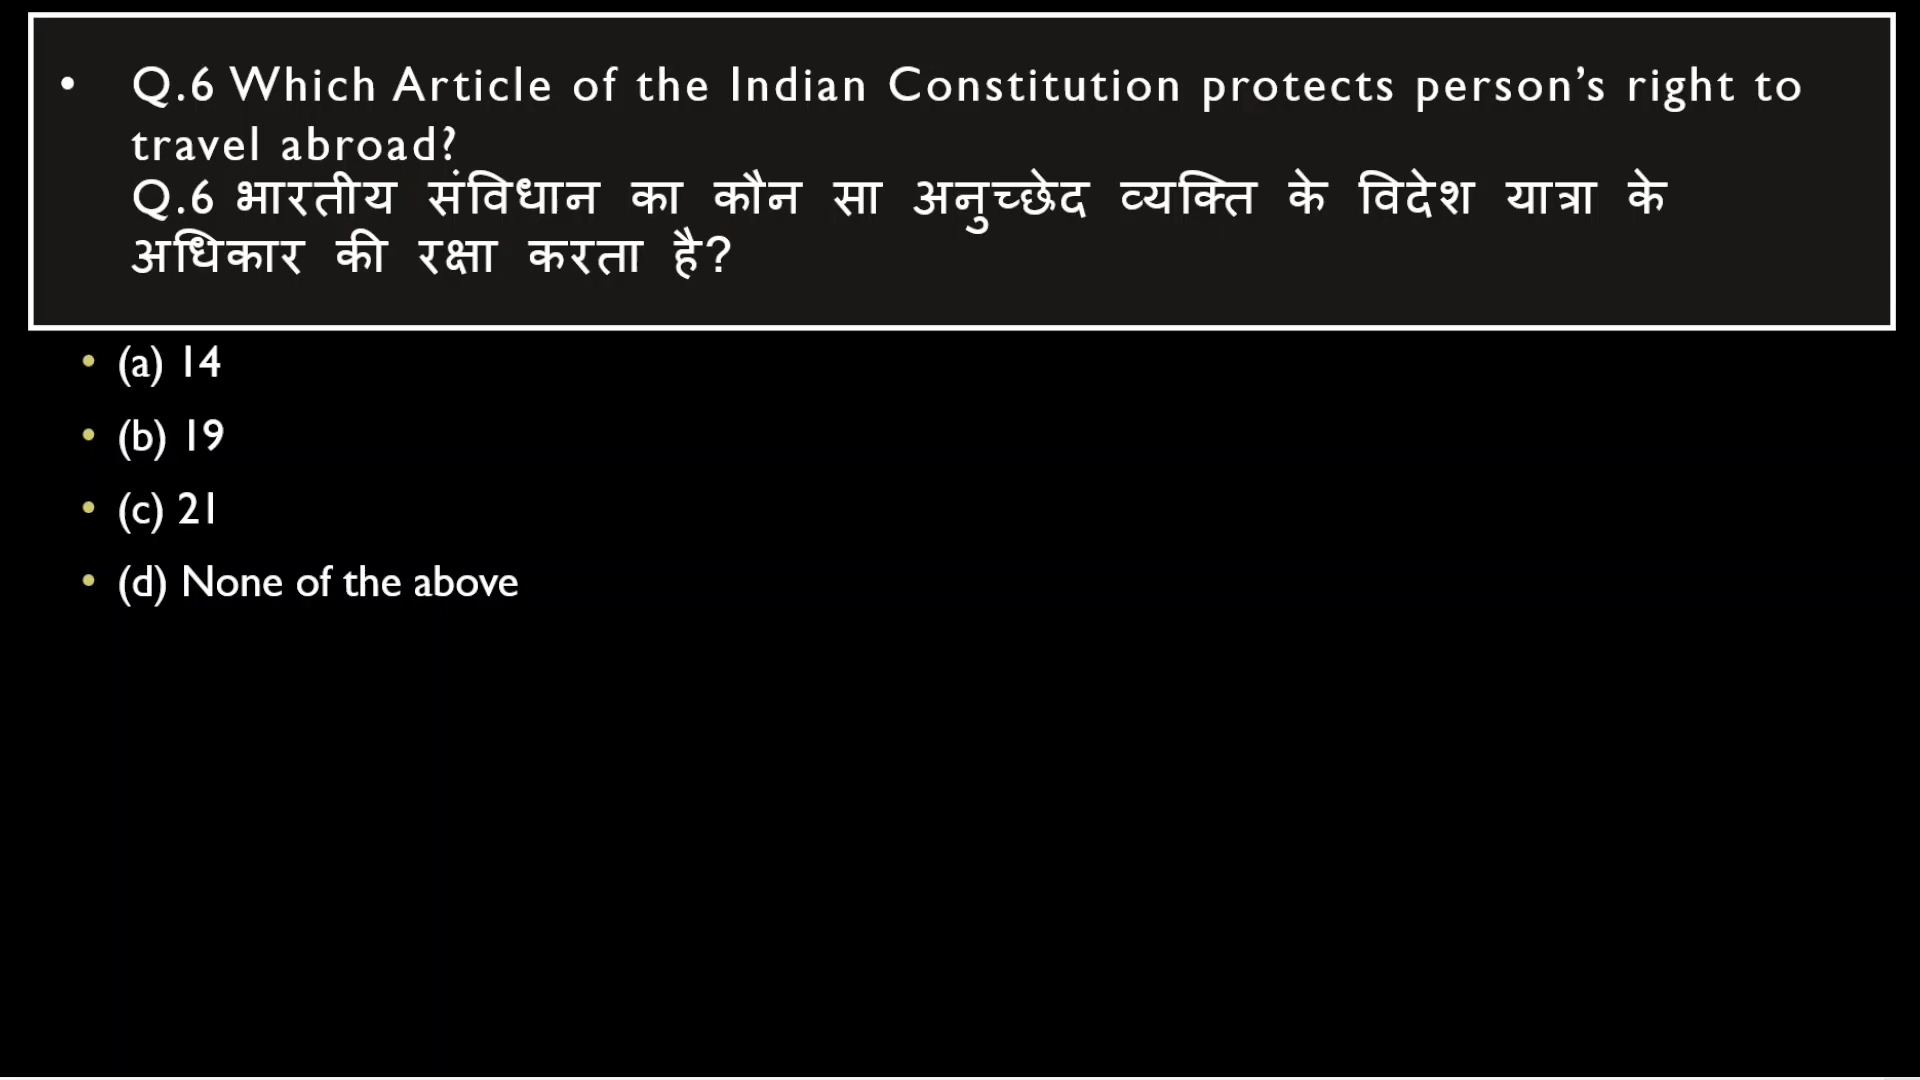 • Q.6 Which Article of the Indian Constitution protects person’s right to
travel abroad?
Q.6 भारतीय संविधान का कौन सा अनुच्छेद व्यक्ति के विदेश यात्रा के
अधिकार की रक्षा करता है?
• (a) 14
• (b) 19
• (c) 21
• (d) None of the above